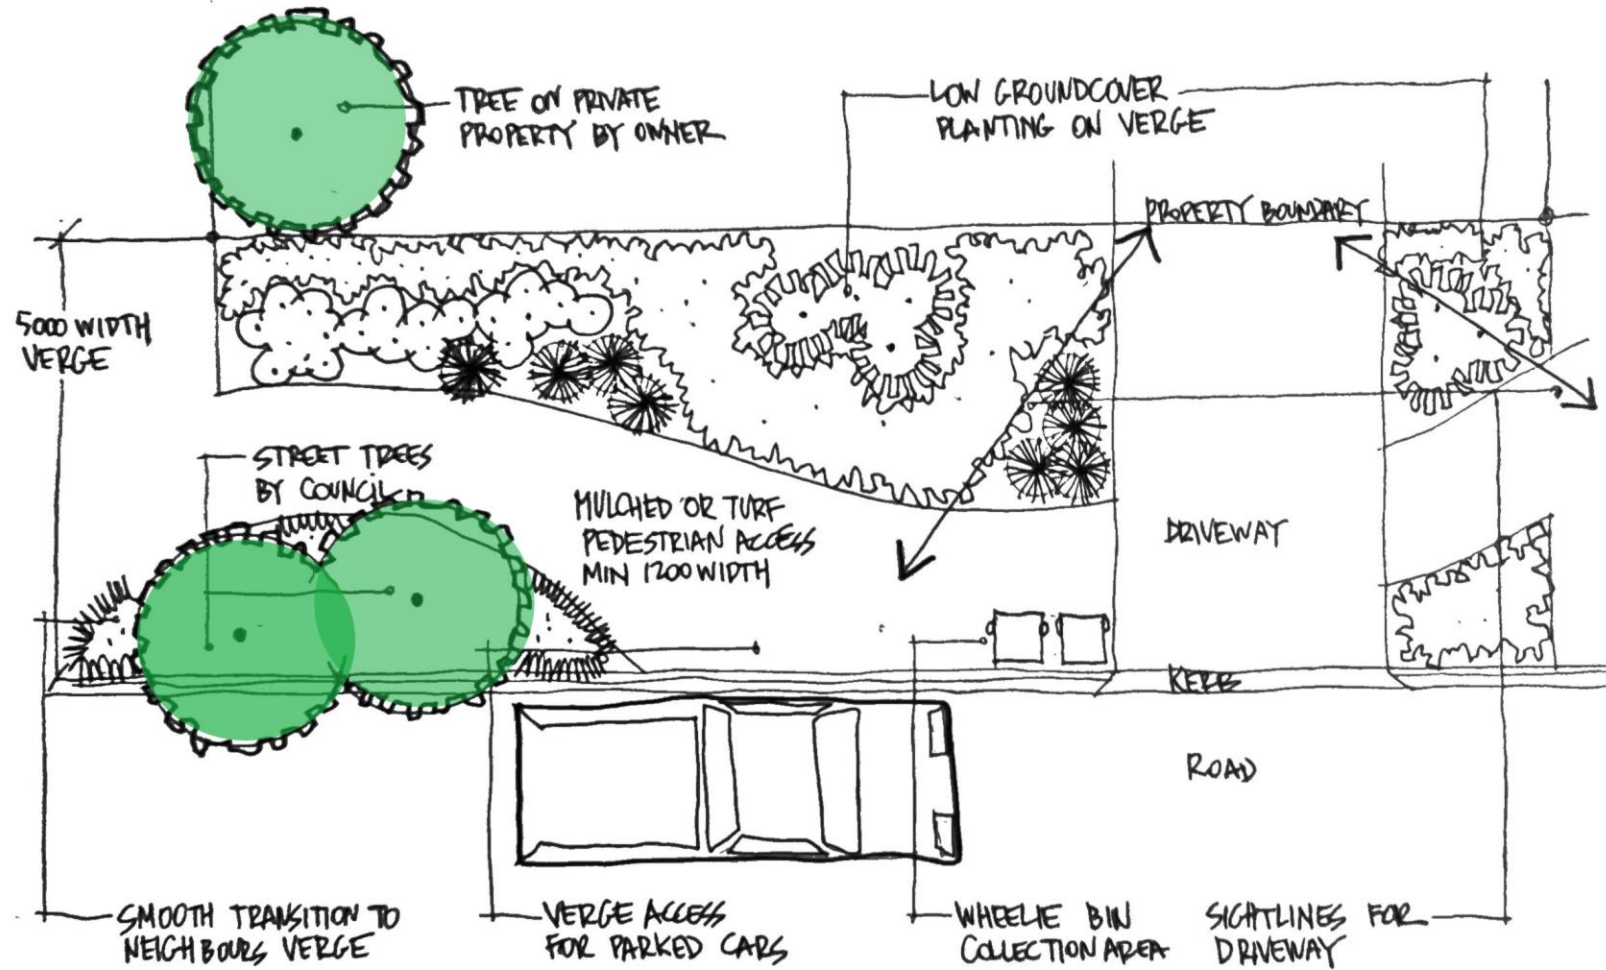 TREE ON PRIVATE
PROPERTY BY OWNER
LOW GROUNDCOVER
PLANTING ON VERGE
PROPERTY BOUNDARY
5000 WIDTH
VERGE
STREET TREES
BY COUNCIL
MULCHED OR TURF
PEDESTRIAN ACCESS
MIN 1200 WIDTH
DRIVEWAY
KERB
ROAD
SMOOTH TRANSITION TO
NEIGHBOURS VERGE
VERGE ACCESS
FOR PARKED CARS
WHEELIE BIN
COLLECTION AREA
SIGHTLINES FOR
DRIVEWAY